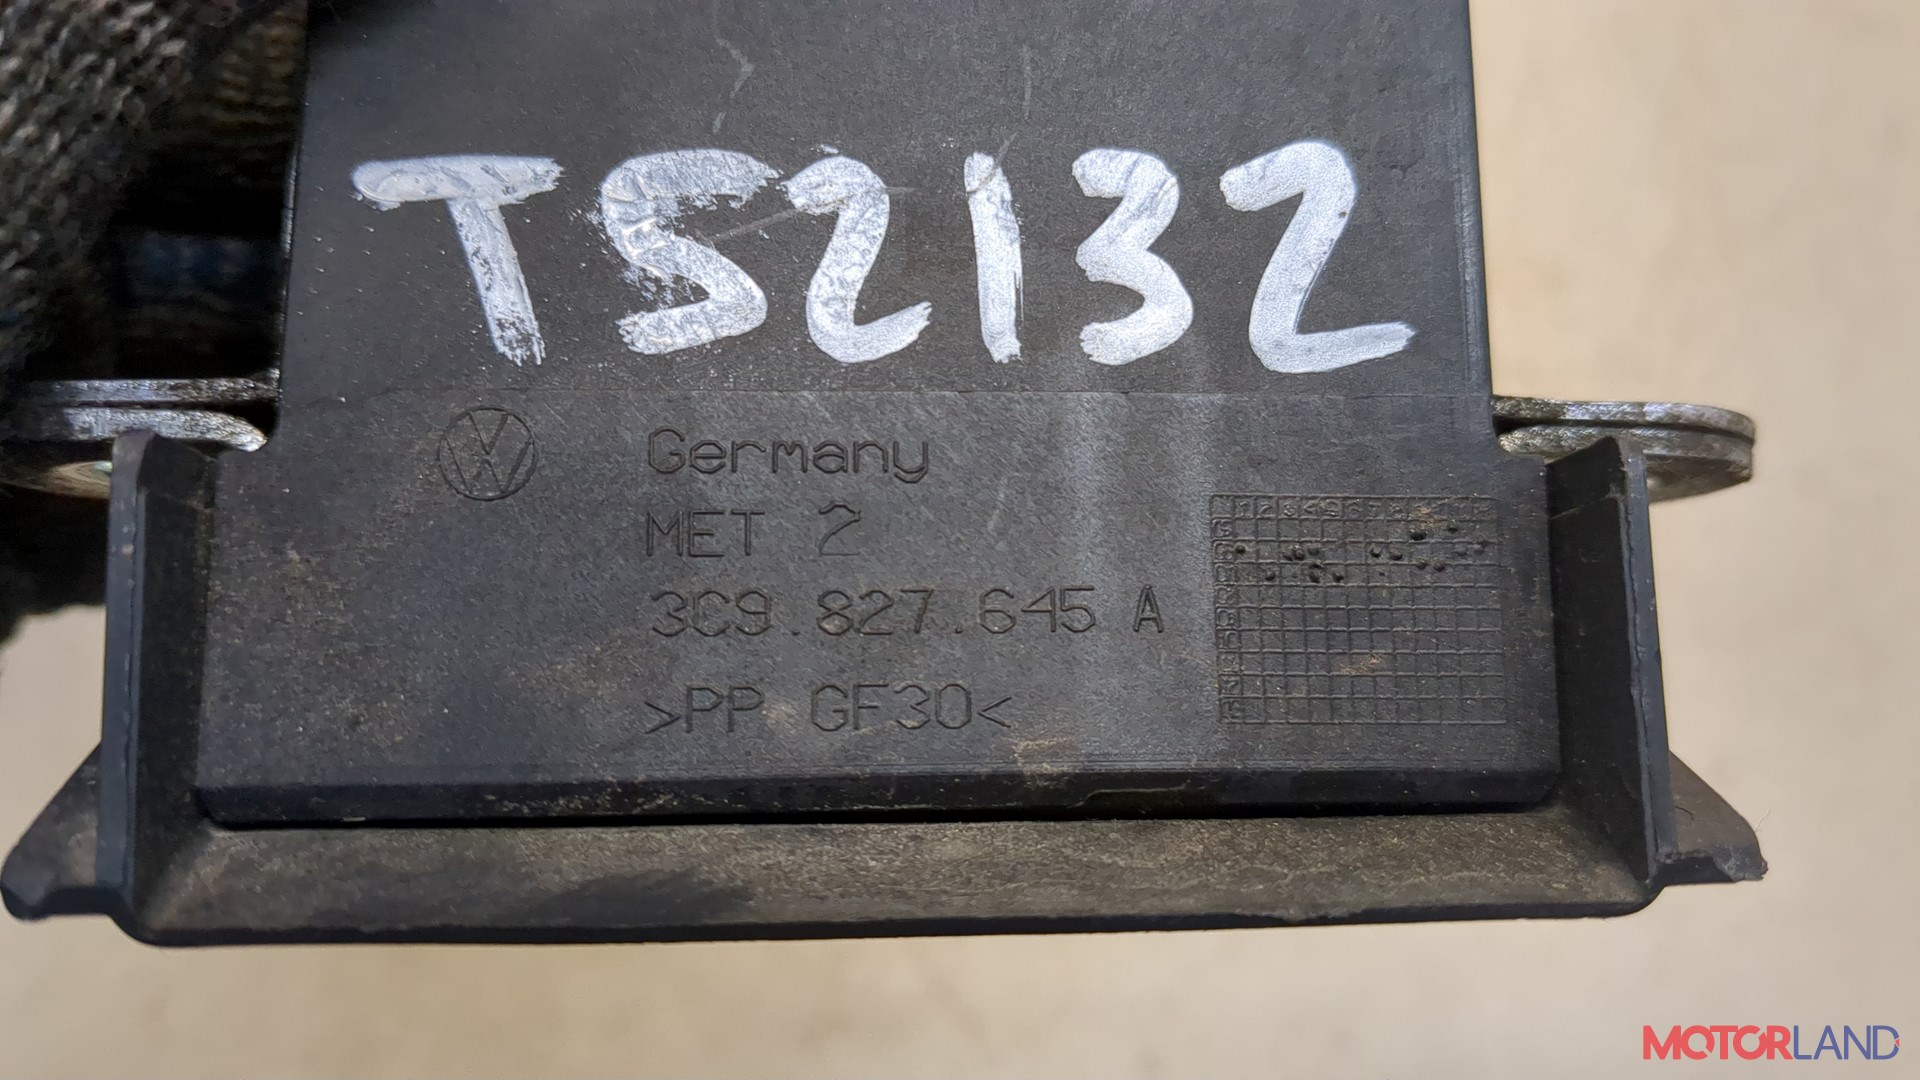 TS2132
Germany
MET 2
3C9.827.645 A
>PP GF30<
MOTORLAND